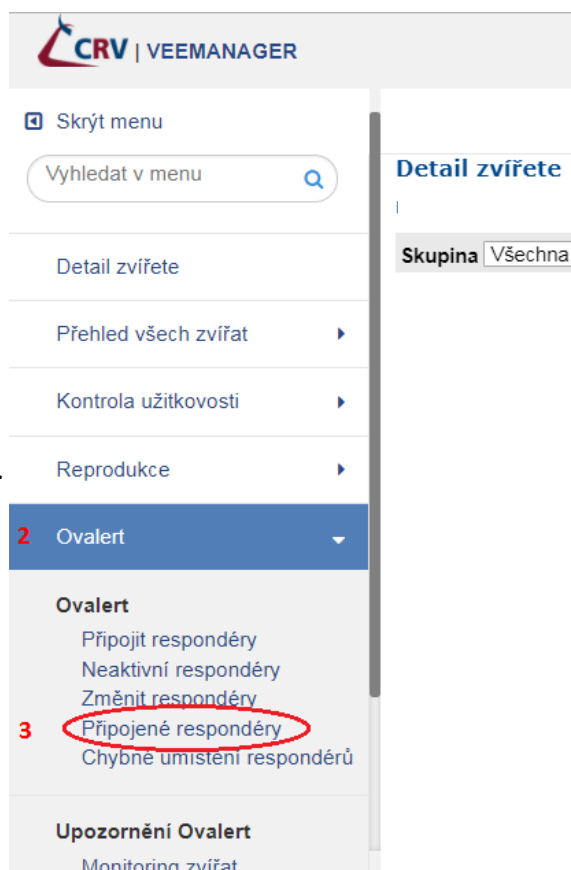 CRV | VEEMANAGER
Skrýt menu
Vyhledat v menu
Detail zvířete
Skupina Všechna
Detail zvířete
Přehled všech zvířat
Kontrola užitkovosti
Reprodukce
2 Ovalert
Ovalert
Připojit respondéry
Neaktivní respondéry
Změnit respondéry
3 Připojené respondéry
Chybné umístění respondérů
Upozornění Ovalert
Monitoring zvířat